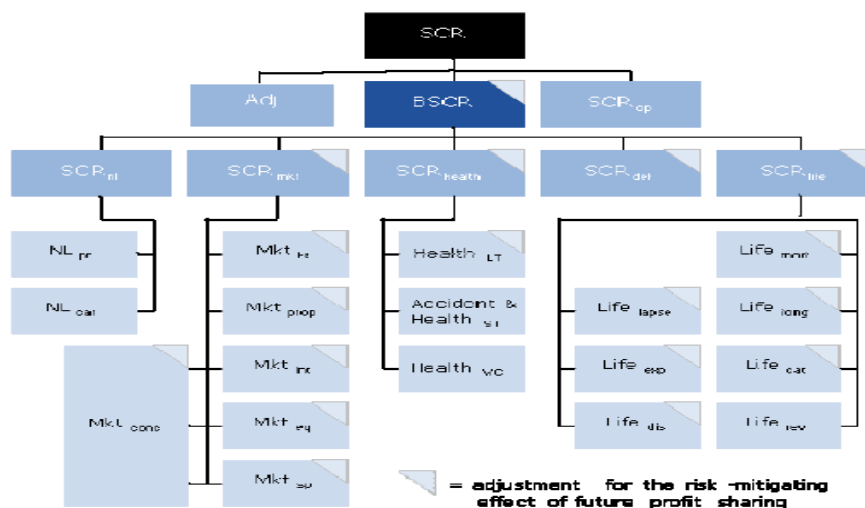 SCR
Adj
BSCR
SCR op
SCR nl
SCR mkt
SCR health
SCR def
SCR life
NL pr
Mkt fx
Health LT
Life mort
NL cat
Mkt prop
Accident &
Health ST
Life lapse
Life long
Mkt conc
Mkt int
Health WC
Life exp
Life cat
Mkt eq
Life dis
Life rev
Mkt sp
= adjustment for the risk -mitigating
effect of future profit sharing